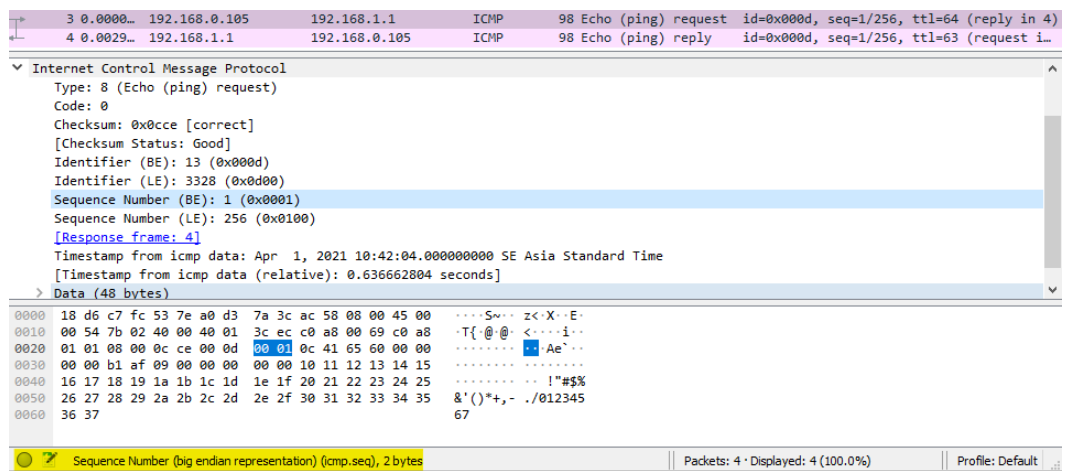 3 0.0000… 192.168.0.105 192.168.1.1 ICMP 98 Echo (ping) request id=0x000d, seq=1/256, ttl=64 (reply in 4)
4 0.0029… 192.168.1.1 192.168.0.105 ICMP 98 Echo (ping) reply id=0x000d, seq=1/256, ttl=63 (request i…
Internet Control Message Protocol
Type: 8 (Echo (ping) request)
Code: 0
Checksum: 0x0cce [correct]
[Checksum Status: Good]
Identifier (BE): 13 (0x000d)
Identifier (LE): 3328 (0x0d00)
Sequence Number (BE): 1 (0x0001)
Sequence Number (LE): 256 (0x0100)
[Response frame: 4]
Timestamp from icmp data: Apr  1, 2021 10:42:04.000000000 SE Asia Standard Time
[Timestamp from icmp data (relative): 0.636662804 seconds]
> Data (48 bytes)
0000 18 d6 c7 fc 53 7e a0 d3 7a 3c ac 58 08 00 45 00 ····S~·· z<·X··E·
0010 00 54 7b 02 40 00 40 01 3c ec c0 a8 00 69 c0 a8 ·T{·@·@· <····i··
0020 01 01 08 00 0c ce 00 0d 00 01 0c 41 65 60 00 00 ········ ···Ae`··
0030 00 00 b1 af 09 00 00 00 00 00 10 11 12 13 14 15 ········ ········
0040 16 17 18 19 1a 1b 1c 1d 1e 1f 20 21 22 23 24 25 ········ ·· !"#$%
0050 26 27 28 29 2a 2b 2c 2d 2e 2f 30 31 32 33 34 35 &'()*+,- ./012345
0060 36 37 67
Sequence Number (big endian representation) (icmp.seq), 2 bytes Packets: 4 · Displayed: 4 (100.0%) Profile: Default